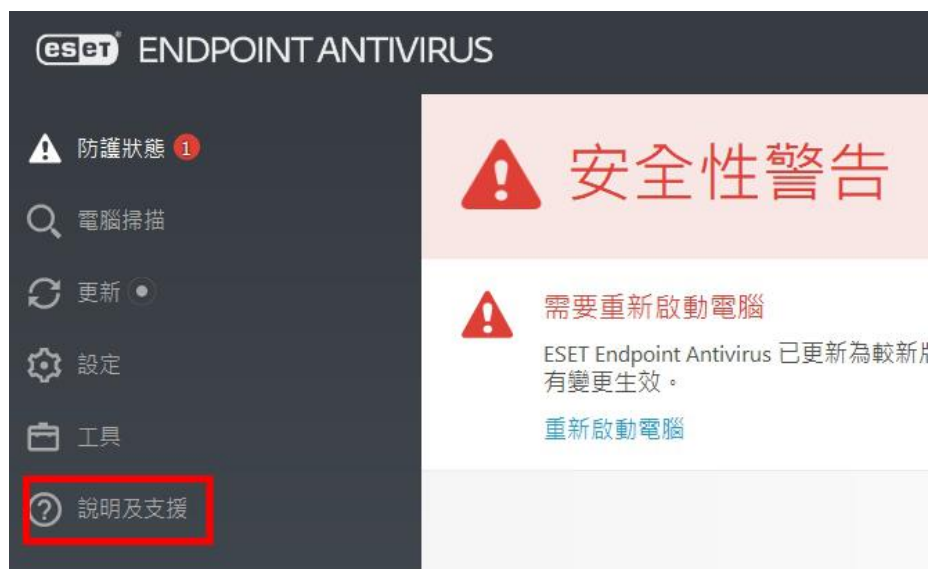 eset ENDPOINT ANTIVIRUS
防護狀態 1
安全性警告
電腦掃描
更新
需要重新啟動電腦
ESET Endpoint Antivirus 已更新為較新
有變更生效。
設定
重新啟動電腦
工具
說明及支援